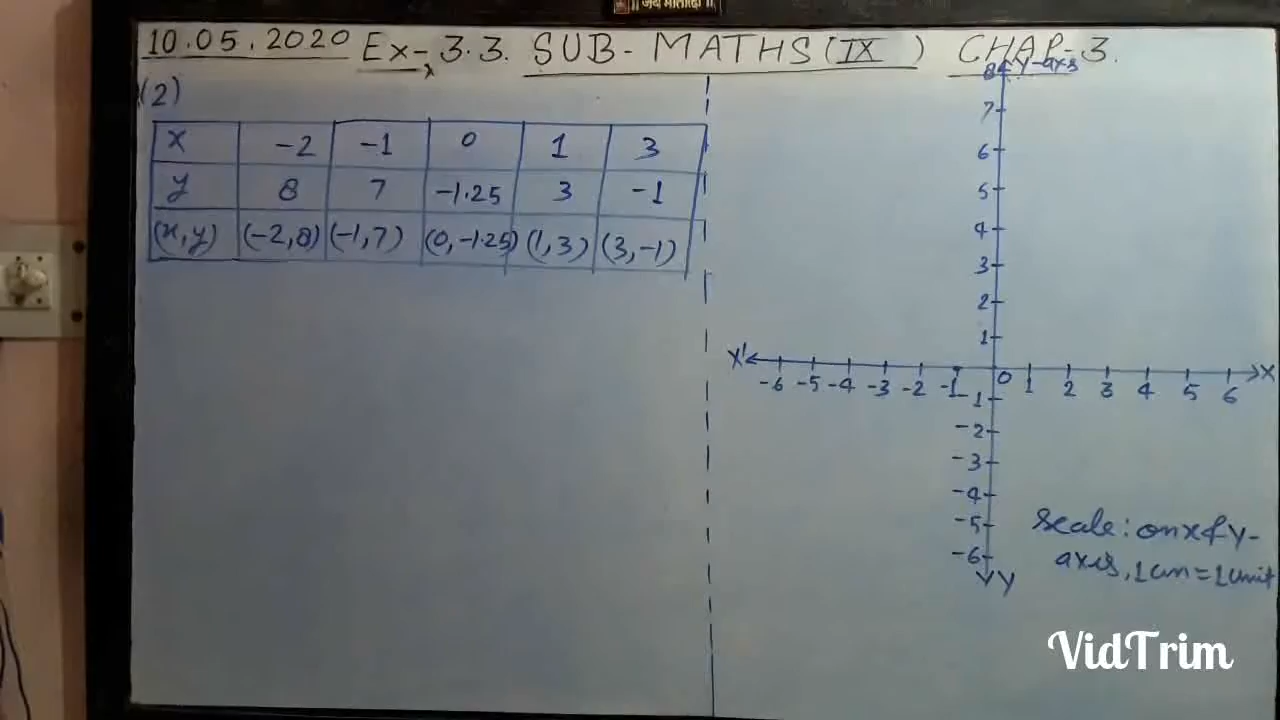 ॥ जय माता दी ॥
10.05.2020 Ex-3.3. SUB-MATHS(IX) CHAP-3.
(2)
x -2 -1 0 1 3
y 8 7 -1.25 3 -1
(x,y) (-2,8) (-1,7) (0,-1.25) (1,3) (3,-1)
8 Y-axis
7
6
5
4
3
2
1
X' X
-6 -5 -4 -3 -2 -1 0 1 2 3 4 5 6
-1
-2
-3
-4
-5
-6
Y
Scale: on x & y-
axis, 1cm=1unit
VidTrim